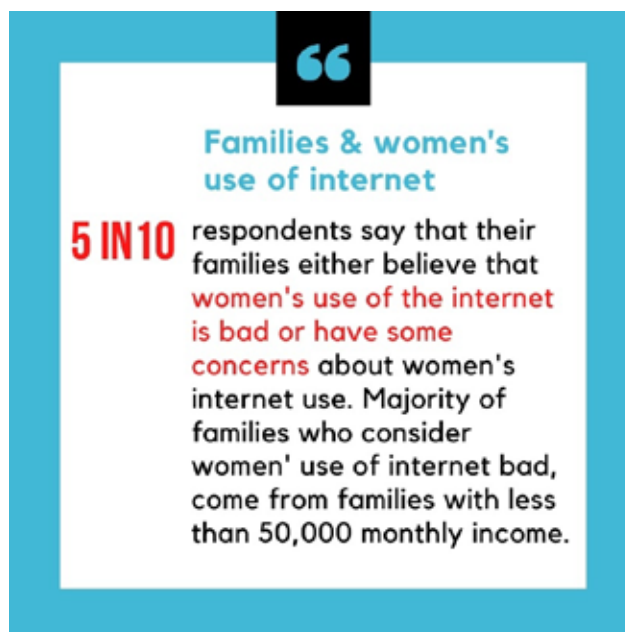 “
Families & women's
use of internet
5 IN 10
respondents say that their
families either believe that
women's use of the internet
is bad or have some
concerns about women's
internet use. Majority of
families who consider
women' use of internet bad,
come from families with less
than 50,000 monthly income.